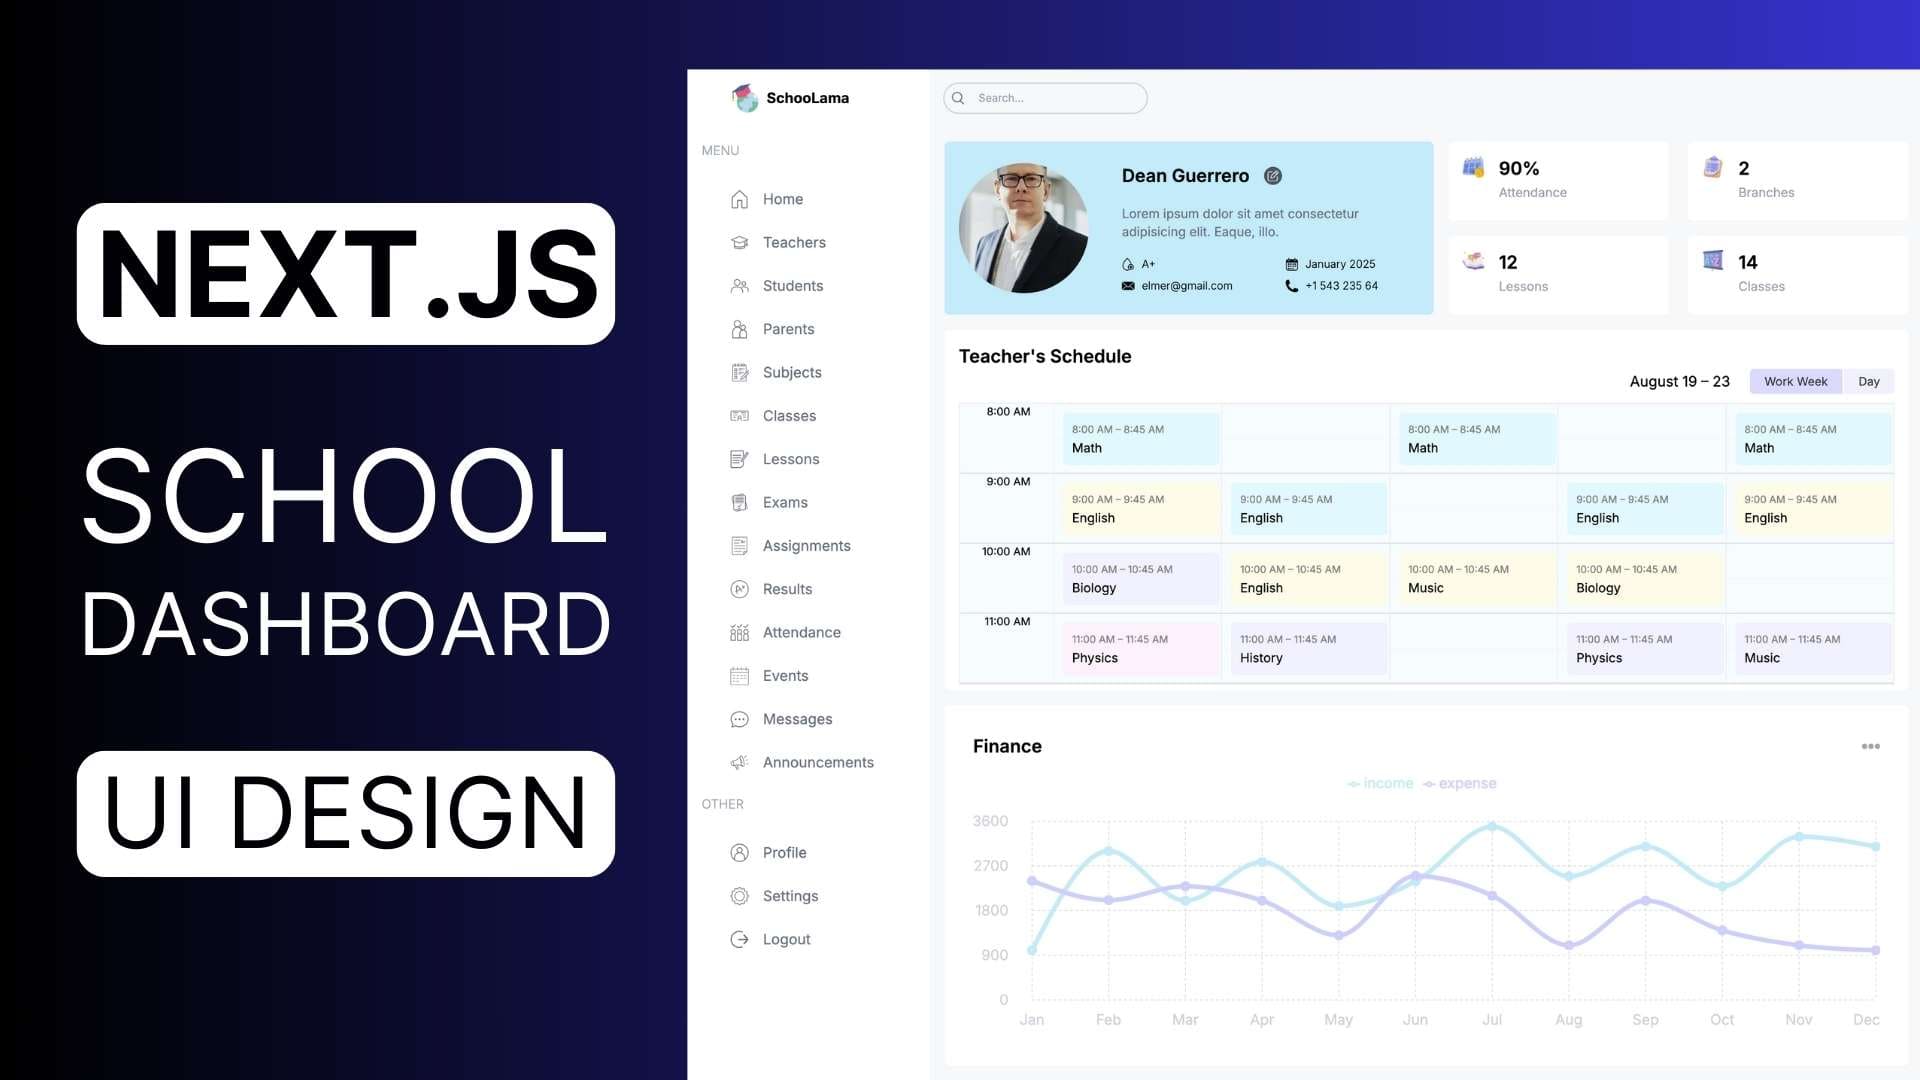 NEXT.JS
SCHOOL
DASHBOARD
UI DESIGN
SchooLama
MENU
Home
Teachers
Students
Parents
Subjects
Classes
Lessons
Exams
Assignments
Results
Attendance
Events
Messages
Announcements
OTHER
Profile
Settings
Logout
Search...
Dean Guerrero
Lorem ipsum dolor sit amet consectetur
adipisicing elit. Eaque, illo.
A+
January 2025
elmer@gmail.com
+1 543 235 64
90%
Attendance
2
Branches
12
Lessons
14
Classes
Teacher's Schedule
August 19 – 23
Work Week
Day
8:00 AM
8:00 AM – 8:45 AM
Math
8:00 AM – 8:45 AM
Math
8:00 AM – 8:45 AM
Math
9:00 AM
9:00 AM – 9:45 AM
English
9:00 AM – 9:45 AM
English
9:00 AM – 9:45 AM
English
9:00 AM – 9:45 AM
English
10:00 AM
10:00 AM – 10:45 AM
Biology
10:00 AM – 10:45 AM
English
10:00 AM – 10:45 AM
Music
10:00 AM – 10:45 AM
Biology
11:00 AM
11:00 AM – 11:45 AM
Physics
11:00 AM – 11:45 AM
History
11:00 AM – 11:45 AM
Physics
11:00 AM – 11:45 AM
Music
Finance
income expense
3600
2700
1800
900
0
Jan Feb Mar Apr May Jun Jul Aug Sep Oct Nov Dec